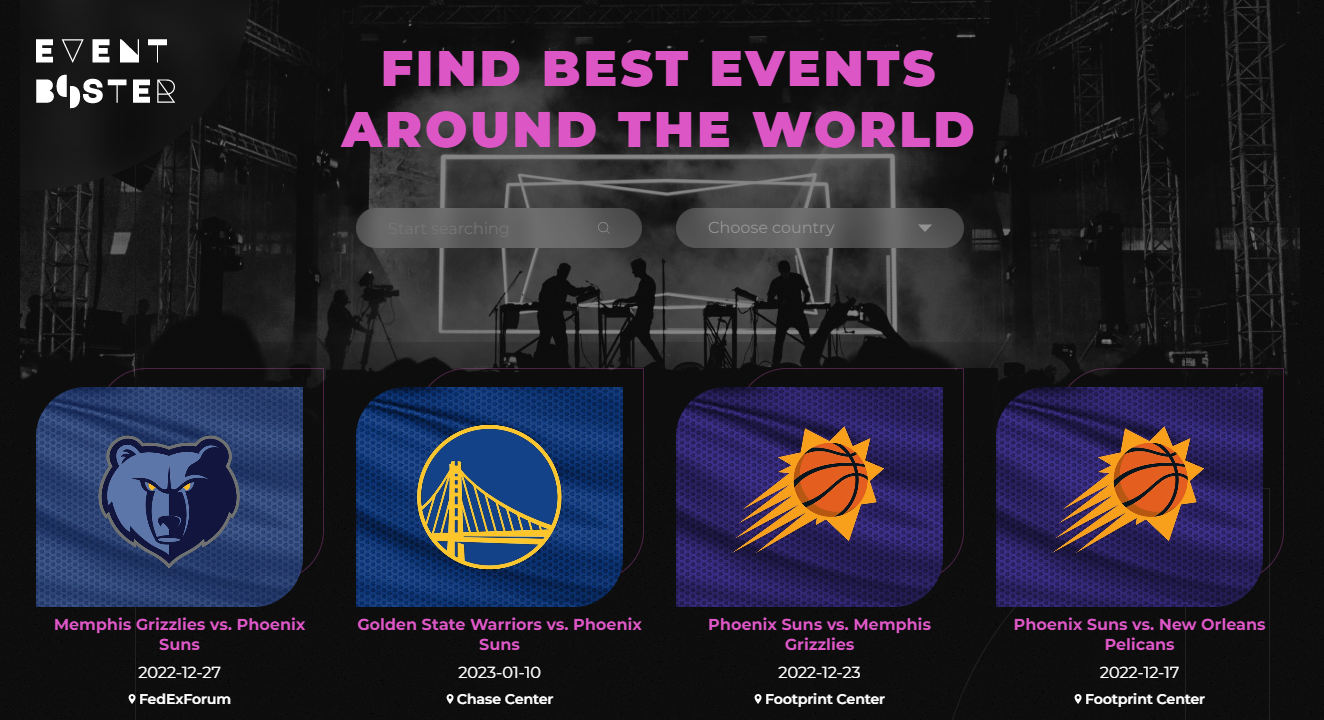 EVENT
BOOSTER
FIND BEST EVENTS
AROUND THE WORLD
Start searching
Choose country
Memphis Grizzlies vs. Phoenix
Suns
2022-12-27
FedExForum
Golden State Warriors vs. Phoenix
Suns
2023-01-10
Chase Center
Phoenix Suns vs. Memphis
Grizzlies
2022-12-23
Footprint Center
Phoenix Suns vs. New Orleans
Pelicans
2022-12-17
Footprint Center